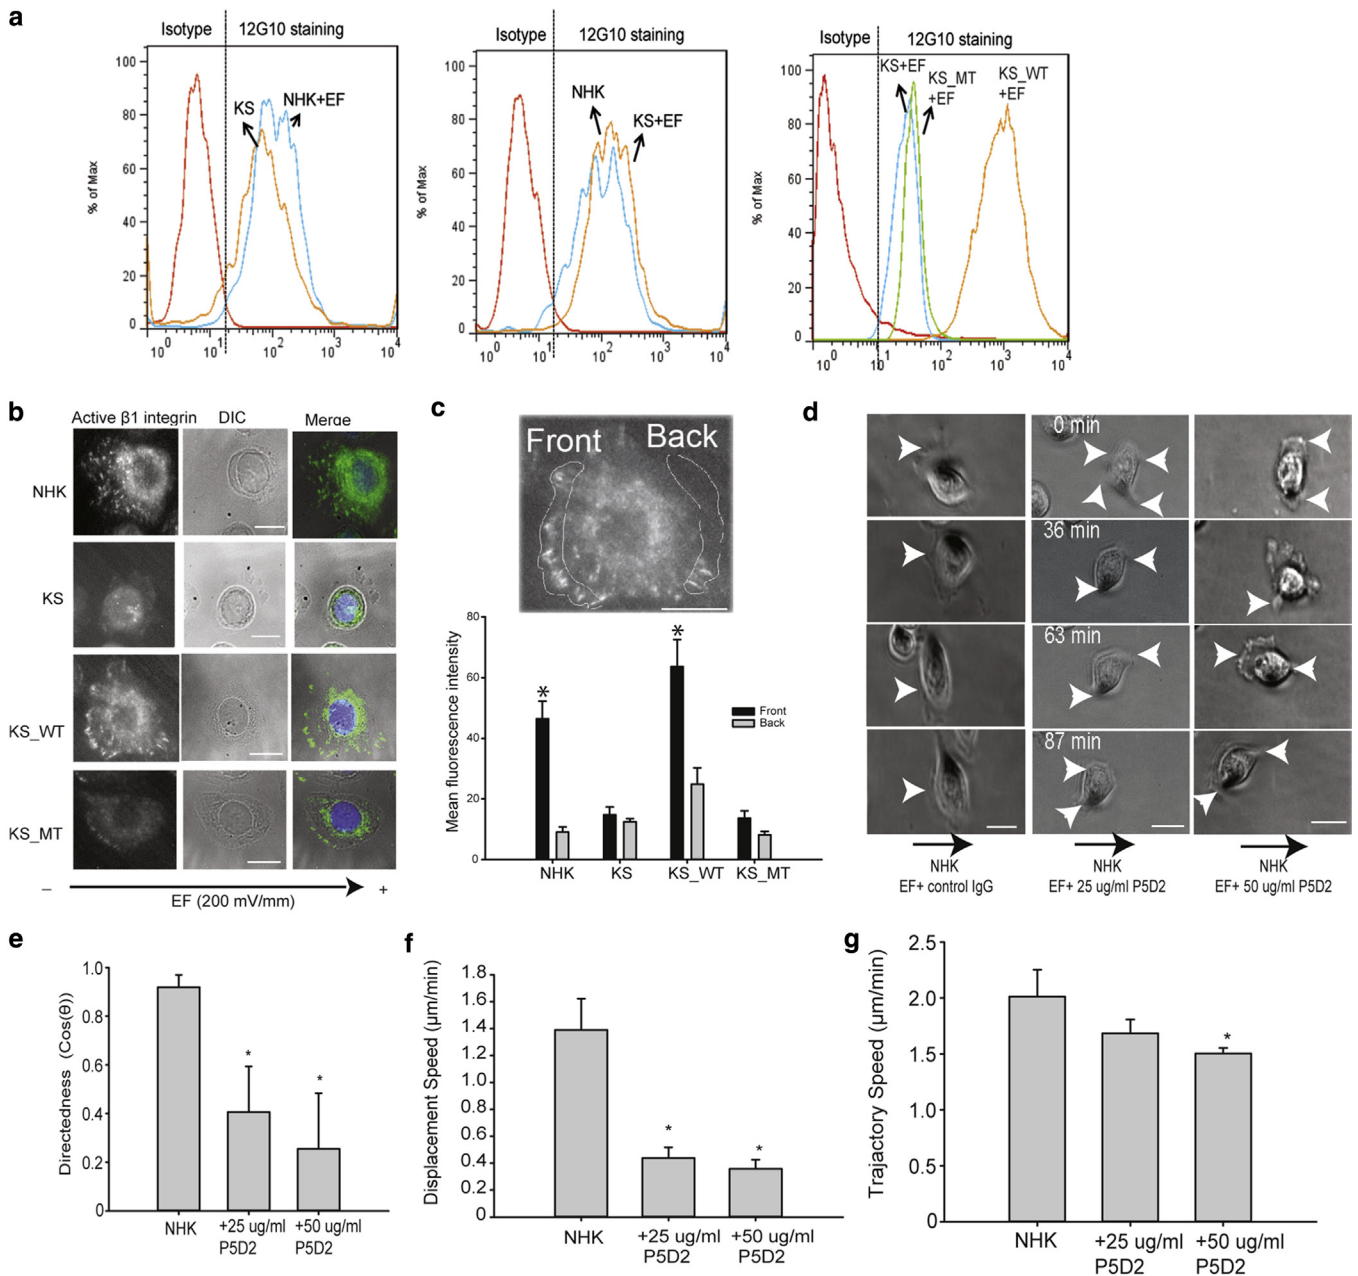 a
Isotype 12G10 staining
KS
NHK+EF
% of Max
100
80
60
40
20
0
10^0 10^1 10^2 10^3 10^4
Isotype 12G10 staining
NHK
KS+EF
% of Max
100
80
60
40
20
0
10^0 10^1 10^2 10^3 10^4
Isotype 12G10 staining
KS+EF
KS_MT
+EF
KS_WT
+EF
% of Max
100
80
60
40
20
0
10^0 10^1 10^2 10^3 10^4
b
Active β1 integrin DIC Merge
NHK
KS
KS_WT
KS_MT
– +
EF (200 mV/mm)
c
Front Back
Mean fluorescence intensity
80
60
40
20
0
*
*
Front
Back
NHK KS KS_WT KS_MT
d
0 min
36 min
63 min
87 min
NHK
EF+ control IgG
NHK
EF+ 25 ug/ml P5D2
NHK
EF+ 50 ug/ml P5D2
e
Directedness (Cos(θ))
1.0
0.8
0.6
0.4
0.2
0
*
*
NHK
+25 ug/ml
P5D2
+50 ug/ml
P5D2
f
Displacement Speed (μm/min)
1.8
1.6
1.4
1.2
1.0
0.8
0.6
0.4
0.2
0
*
*
NHK
+25 ug/ml
P5D2
+50 ug/ml
P5D2
g
Trajactory Speed (μm/min)
2.5
2.0
1.5
1.0
0.5
0
*
NHK
+25 ug/ml
P5D2
+50 ug/ml
P5D2